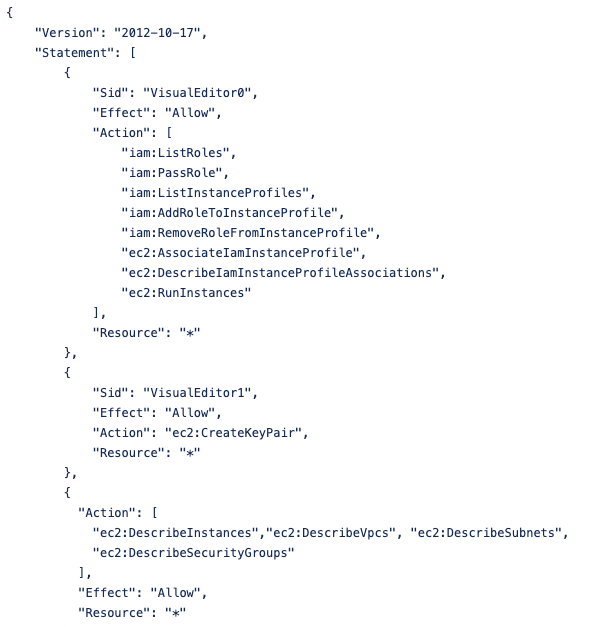 {
    "Version": "2012-10-17",
    "Statement": [
        {
            "Sid": "VisualEditor0",
            "Effect": "Allow",
            "Action": [
                "iam:ListRoles",
                "iam:PassRole",
                "iam:ListInstanceProfiles",
                "iam:AddRoleToInstanceProfile",
                "iam:RemoveRoleFromInstanceProfile",
                "ec2:AssociateIamInstanceProfile",
                "ec2:DescribeIamInstanceProfileAssociations",
                "ec2:RunInstances"
            ],
            "Resource": "*"
        },
        {
            "Sid": "VisualEditor1",
            "Effect": "Allow",
            "Action": "ec2:CreateKeyPair",
            "Resource": "*"
        },
        {
          "Action": [
            "ec2:DescribeInstances","ec2:DescribeVpcs", "ec2:DescribeSubnets",
            "ec2:DescribeSecurityGroups"
          ],
          "Effect": "Allow",
          "Resource": "*"